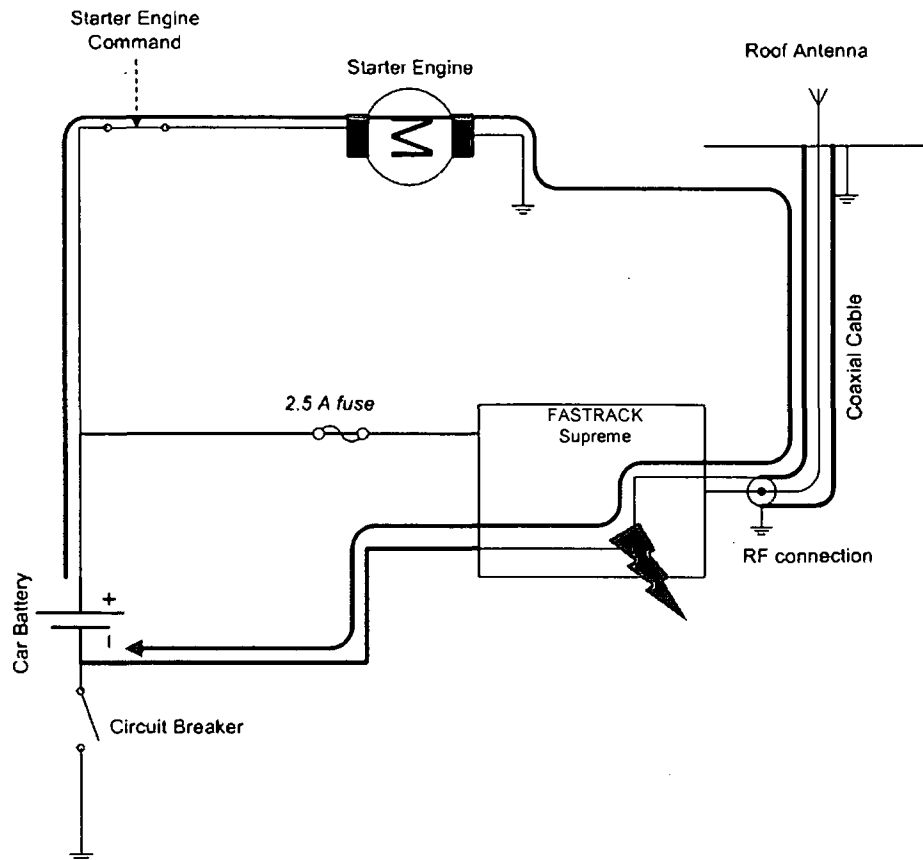 Starter Engine
Command
Starter Engine
Roof Antenna
M
Coaxial Cable
2.5 A fuse
FASTRACK
Supreme
RF connection
Car Battery
+
-
Circuit Breaker